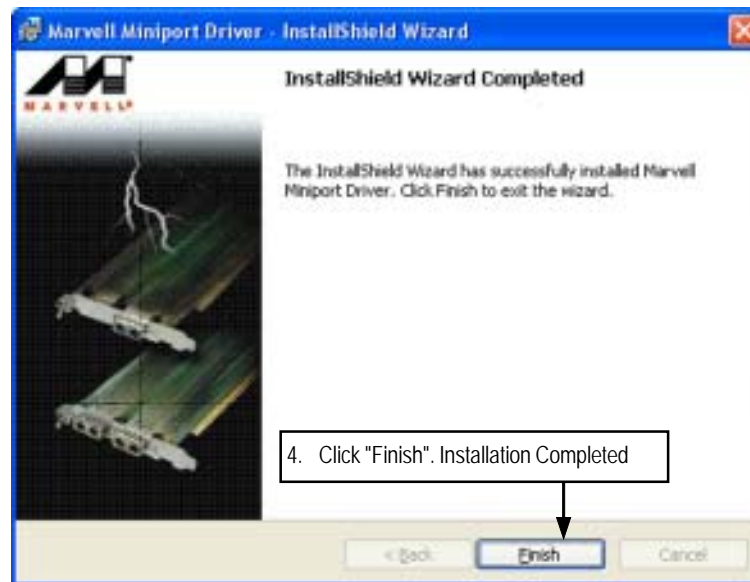 Marvell Miniport Driver - InstallShield Wizard
MARVELL®
InstallShield Wizard Completed
The InstallShield Wizard has successfully installed Marvell
Miniport Driver. Click Finish to exit the wizard.
4. Click "Finish". Installation Completed
< Back
Finish
Cancel